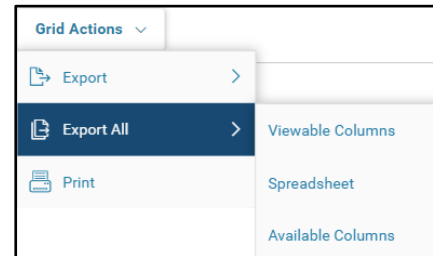 Grid Actions
Export
Export All
Viewable Columns
Print
Spreadsheet
Available Columns